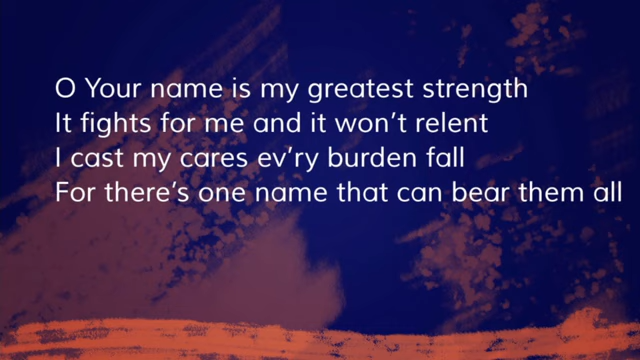 O Your name is my greatest strength
It fights for me and it won’t relent
I cast my cares ev’ry burden fall
For there’s one name that can bear them all